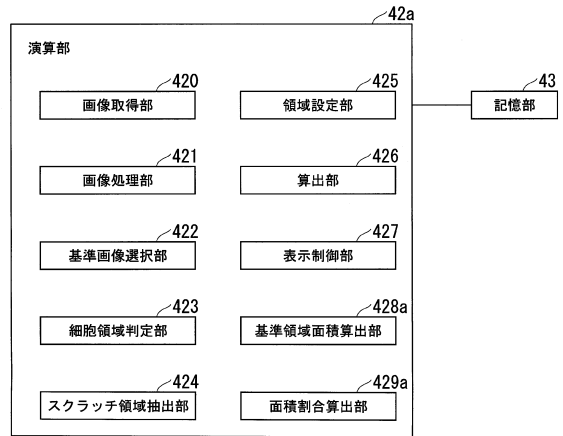 42a
演算部
420
画像取得部
425
領域設定部
43
記憶部
421
画像処理部
426
算出部
422
基準画像選択部
427
表示制御部
423
細胞領域判定部
428a
基準領域面積算出部
424
スクラッチ領域抽出部
429a
面積割合算出部